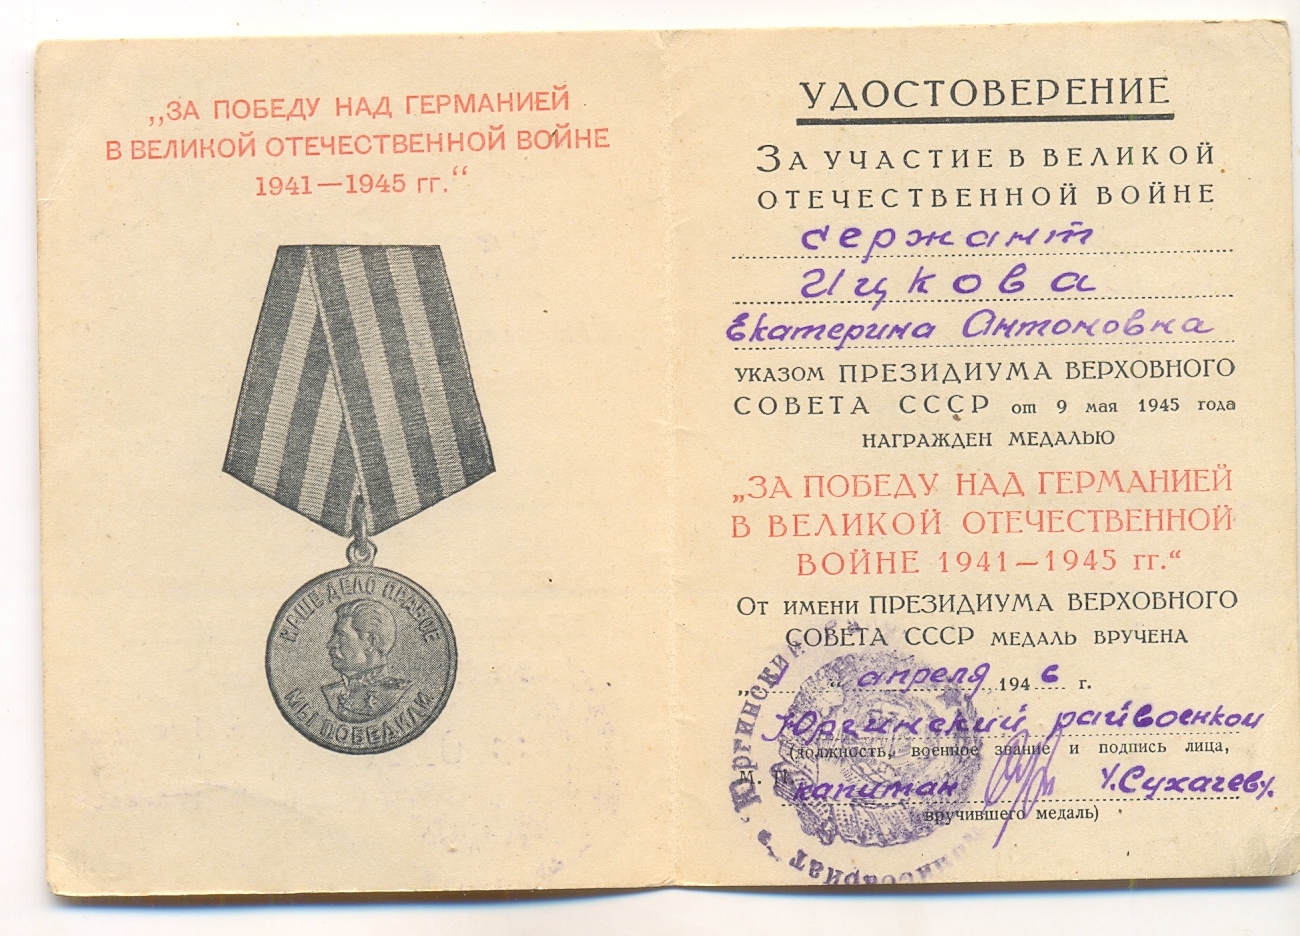 „ЗА ПОБЕДУ НАД ГЕРМАНИЕЙ
В ВЕЛИКОЙ ОТЕЧЕСТВЕННОЙ ВОЙНЕ
1941—1945 гг.“
НАШЕ ДЕЛО ПРАВОЕ
МЫ ПОБЕДИЛИ
УДОСТОВЕРЕНИЕ
ЗА УЧАСТИЕ В ВЕЛИКОЙ
ОТЕЧЕСТВЕННОЙ ВОЙНЕ
сержант
Ицкова
Екатерина Антоновна
УКАЗОМ ПРЕЗИДИУМА ВЕРХОВНОГО
СОВЕТА СССР от 9 мая 1945 года
НАГРАЖДЕН МЕДАЛЬЮ
„ЗА ПОБЕДУ НАД ГЕРМАНИЕЙ
В ВЕЛИКОЙ ОТЕЧЕСТВЕННОЙ
ВОЙНЕ 1941—1945 гг.“
ОТ ИМЕНИ ПРЕЗИДИУМА ВЕРХОВНОГО
СОВЕТА СССР МЕДАЛЬ ВРУЧЕНА
апреля 1946 г.
Юргинский райвоенком
(должность, военное звание и подпись лица,
М. П. капитан Сухачев
вручившего медаль)
Юргинский